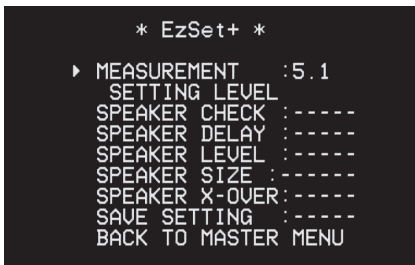 * EzSet+ *
MEASUREMENT :5.1
SETTING LEVEL
SPEAKER CHECK :-----
SPEAKER DELAY :-----
SPEAKER LEVEL :-----
SPEAKER SIZE :------
SPEAKER X-OVER:-----
SAVE SETTING :-----
BACK TO MASTER MENU